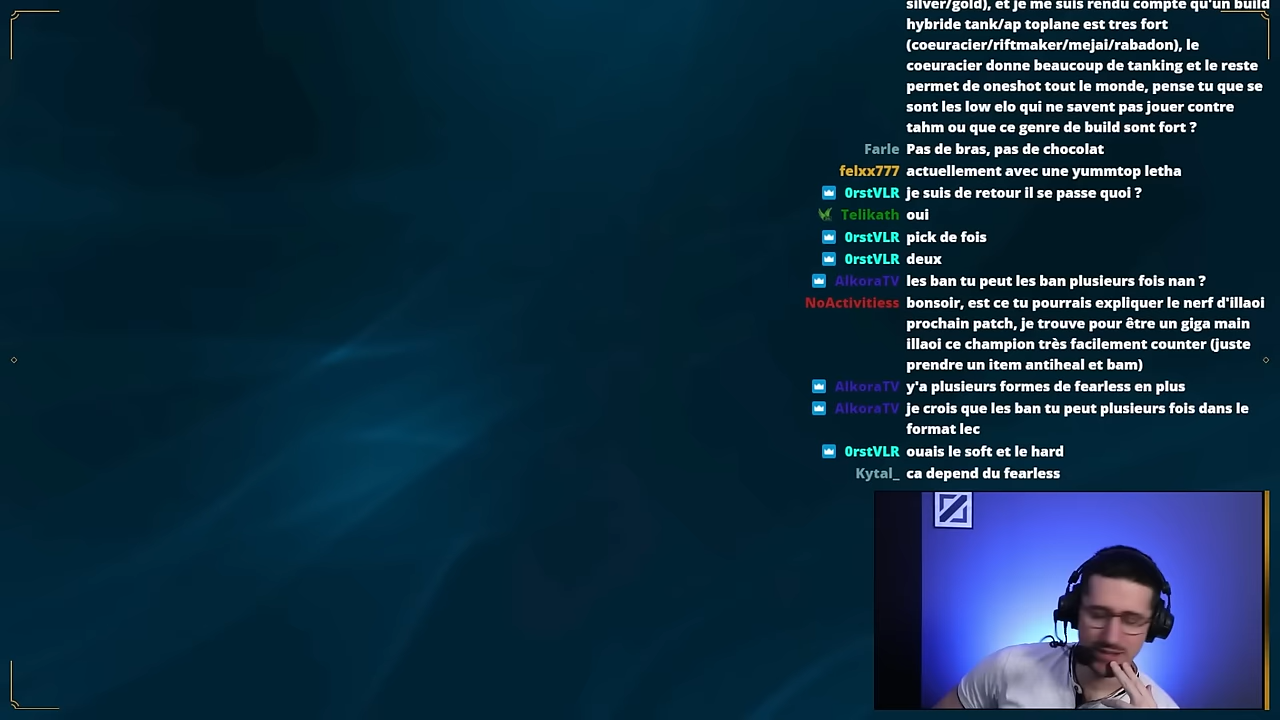 silver/gold), et je me suis rendu compte qu'un build
hybride tank/ap toplane est tres fort
(coeuracier/riftmaker/mejai/rabadon), le
coeuracier donne beaucoup de tanking et le reste
permet de oneshot tout le monde, pense tu que se
sont les low elo qui ne savent pas jouer contre
tahm ou que ce genre de build sont fort ?
Farle Pas de bras, pas de chocolat
felxx777 actuellement avec une yummtop letha
0rstVLR je suis de retour il se passe quoi ?
Telikath oui
0rstVLR pick de fois
0rstVLR deux
AlkoraTV les ban tu peut les ban plusieurs fois nan ?
NoActivitiess bonsoir, est ce tu pourrais expliquer le nerf d'illaoi
prochain patch, je trouve pour être un giga main
illaoi ce champion très facilement counter (juste
prendre un item antiheal et bam)
AlkoraTV y'a plusieurs formes de fearless en plus
AlkoraTV je crois que les ban tu peut plusieurs fois dans le
format lec
0rstVLR ouais le soft et le hard
Kytal_ ca depend du fearless